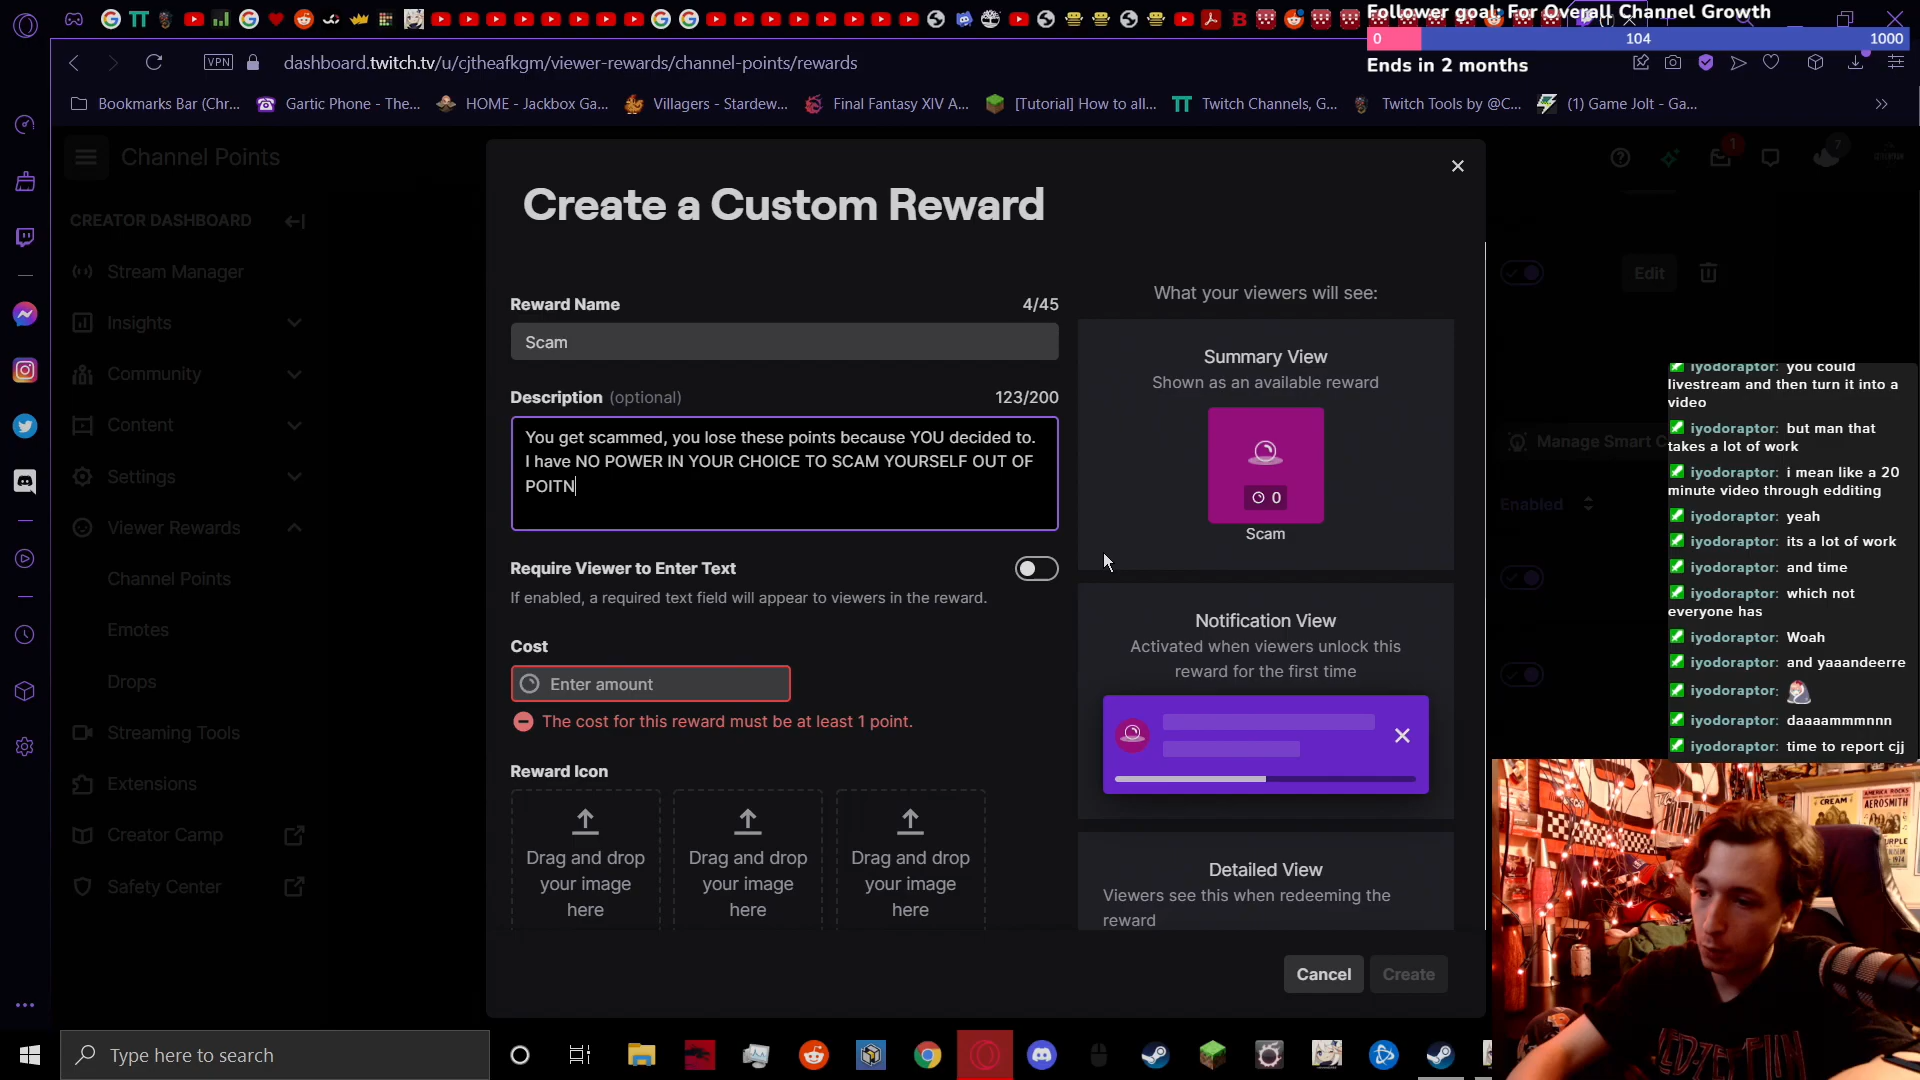 Follower goal: For Overall Channel Growth
0 104 1000
Ends in 2 months
VPN
dashboard.twitch.tv/u/cjtheafkgm/viewer-rewards/channel-points/rewards
Bookmarks Bar (Chr...
Gartic Phone - The...
HOME - Jackbox Ga...
Villagers - Stardew...
Final Fantasy XIV A...
[Tutorial] How to all...
Twitch Channels, G...
Twitch Tools by @C...
(1) Game Jolt - Ga...
Channel Points
1
7
CREATOR DASHBOARD
Stream Manager
Insights
Community
Content
Settings
Viewer Rewards
Channel Points
Emotes
Drops
Streaming Tools
Extensions
Creator Camp
Safety Center
Create a Custom Reward
Reward Name 4/45
Scam
Description (optional) 123/200
You get scammed, you lose these points because YOU decided to.
I have NO POWER IN YOUR CHOICE TO SCAM YOURSELF OUT OF
POITN
Require Viewer to Enter Text
If enabled, a required text field will appear to viewers in the reward.
Cost
Enter amount
The cost for this reward must be at least 1 point.
Reward Icon
Drag and drop your image here
Drag and drop your image here
Drag and drop your image here
What your viewers will see:
Summary View
Shown as an available reward
0
Scam
Notification View
Activated when viewers unlock this
reward for the first time
Detailed View
Viewers see this when redeeming the
reward
Cancel
Create
Edit
Manage Smart C
Enabled
iyodoraptor: you could
livestream and then turn it into a
video
iyodoraptor: but man that
takes a lot of work
iyodoraptor: i mean like a 20
minute video through edditing
iyodoraptor: yeah
iyodoraptor: its a lot of work
iyodoraptor: and time
iyodoraptor: which not
everyone has
iyodoraptor: Woah
iyodoraptor: and yaaandeerre
iyodoraptor:
iyodoraptor: daaaammmnnn
iyodoraptor: time to report cjj
CREAM
AMERICA ROCKS
AEROSMITH
Type here to search